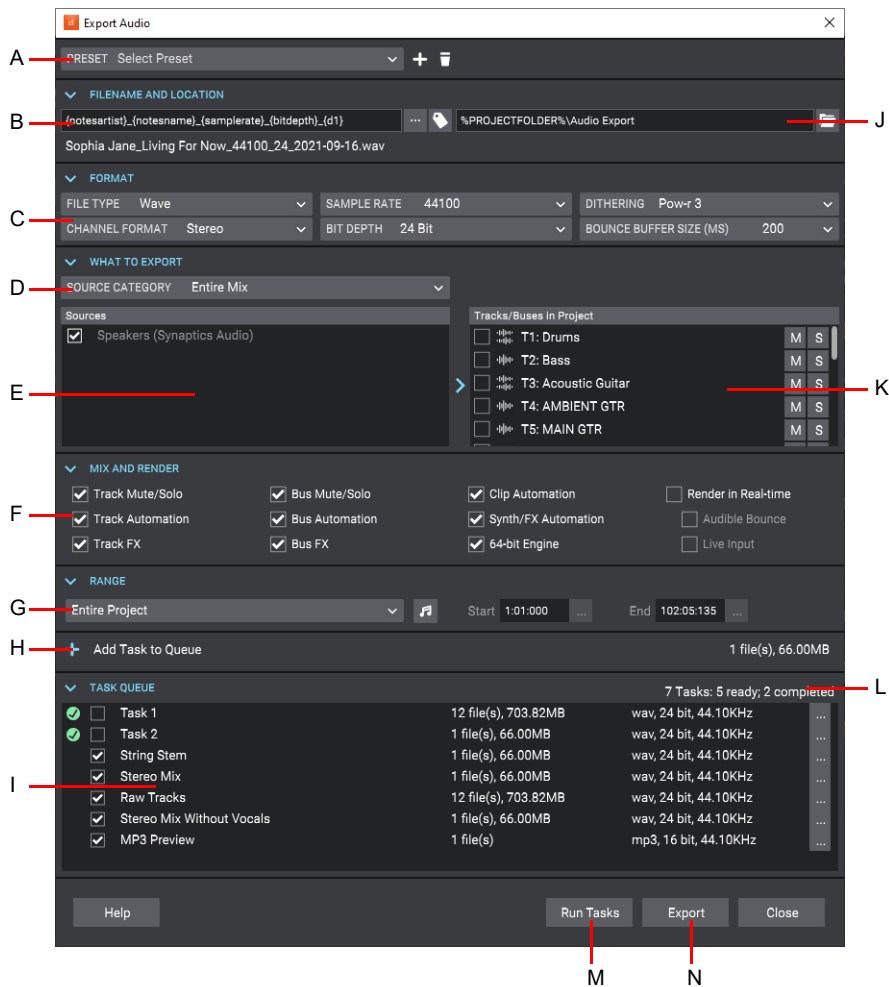 Export Audio
A PRESET Select Preset
FILENAME AND LOCATION
B {notesartist}_{notesname}_{samplerate}_{bitdepth}_{d1} ... %PROJECTFOLDER%\Audio Export J
Sophia Jane_Living For Now_44100_24_2021-09-16.wav
FORMAT
FILE TYPE Wave SAMPLE RATE 44100 DITHERING Pow-r 3
C
CHANNEL FORMAT Stereo BIT DEPTH 24 Bit BOUNCE BUFFER SIZE (MS) 200
WHAT TO EXPORT
D SOURCE CATEGORY Entire Mix
Sources Tracks/Buses in Project
Speakers (Synaptics Audio) T1: Drums M S
T2: Bass M S
E T3: Acoustic Guitar M S K
T4: AMBIENT GTR M S
T5: MAIN GTR M S
MIX AND RENDER
Track Mute/Solo Bus Mute/Solo Clip Automation Render in Real-time
F Track Automation Bus Automation Synth/FX Automation Audible Bounce
Track FX Bus FX 64-bit Engine Live Input
RANGE
G Entire Project Start 1:01:000 ... End 102:05:135 ...
H Add Task to Queue 1 file(s), 66.00MB
TASK QUEUE 7 Tasks: 5 ready; 2 completed L
Task 1 12 file(s), 703.82MB wav, 24 bit, 44.10KHz ...
Task 2 1 file(s), 66.00MB wav, 24 bit, 44.10KHz ...
String Stem 1 file(s), 66.00MB wav, 24 bit, 44.10KHz ...
I Stereo Mix 1 file(s), 66.00MB wav, 24 bit, 44.10KHz ...
Raw Tracks 12 file(s), 703.82MB wav, 24 bit, 44.10KHz ...
Stereo Mix Without Vocals 1 file(s), 66.00MB wav, 24 bit, 44.10KHz ...
MP3 Preview 1 file(s) mp3, 16 bit, 44.10KHz ...
Help Run Tasks Export Close
M N